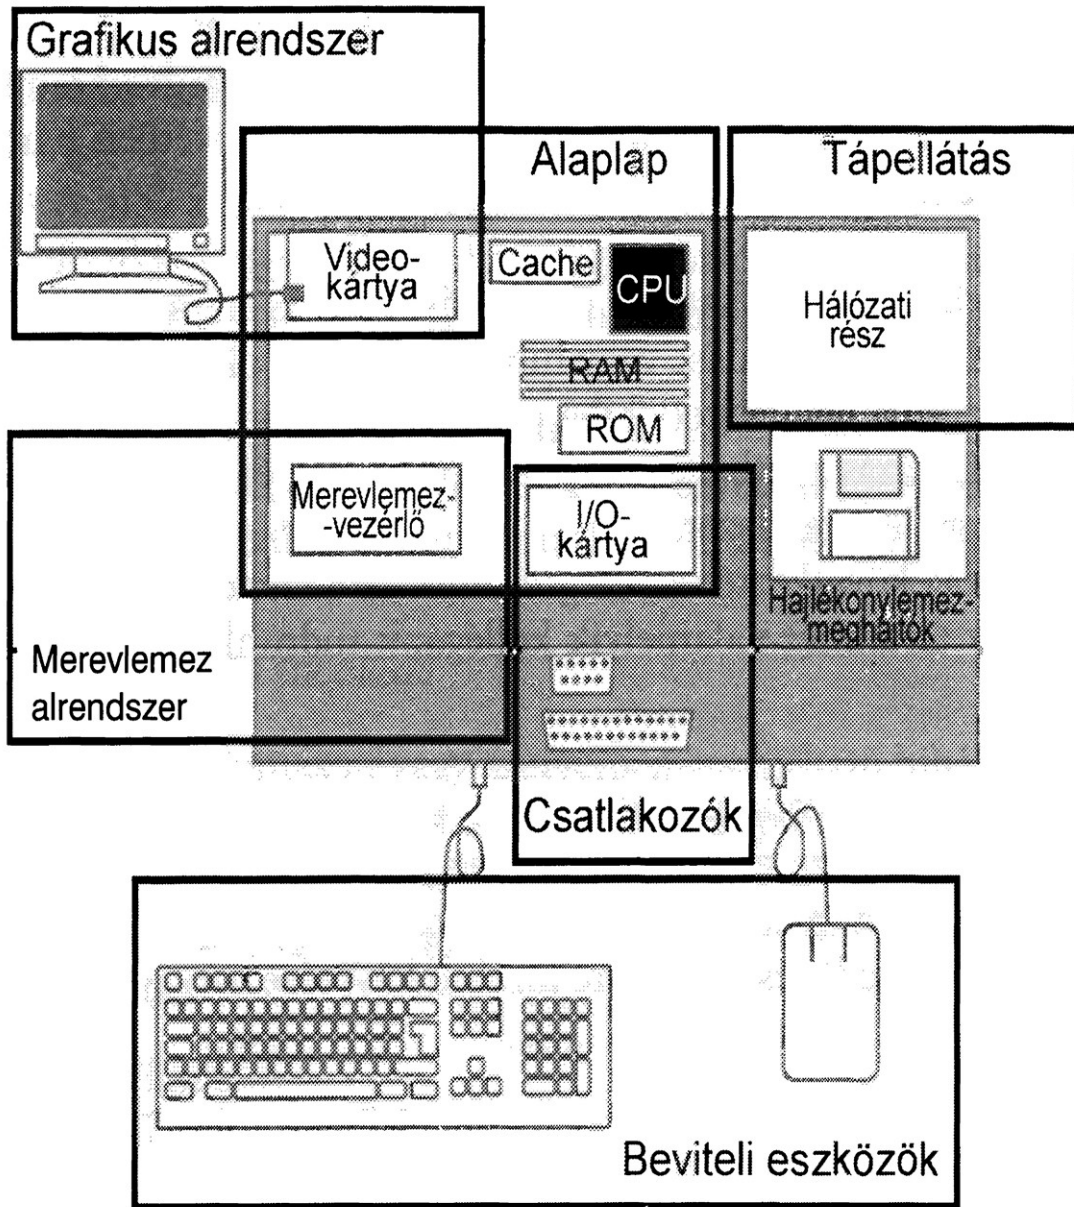 Grafikus alrendszer
Alaplap
Tápellátás
Video-
kártya
Cache
CPU
Hálózati
rész
RAM
ROM
Merevlemez-
-vezérlő
I/O-
kártya
Hajlékonylemez-
meghajtók
Merevlemez
alrendszer
Csatlakozók
Beviteli eszközök